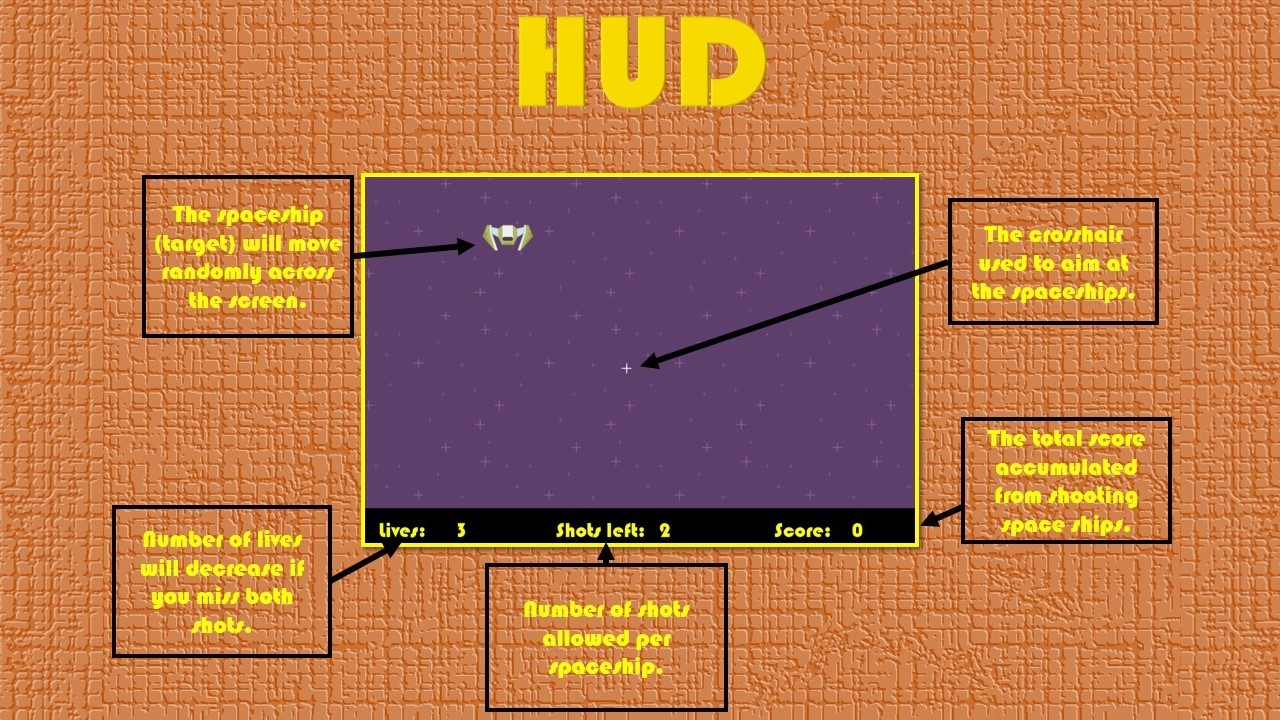 HUD
The spaceship
(target) will move
randomly across
the screen.
The crosshair
used to aim at
the spaceships.
The total score
accumulated
from shooting
space ships.
Lives: 3 Shots left: 2 Score: 0
Number of lives
will decrease if
you miss both
shots.
Number of shots
allowed per
spaceship.